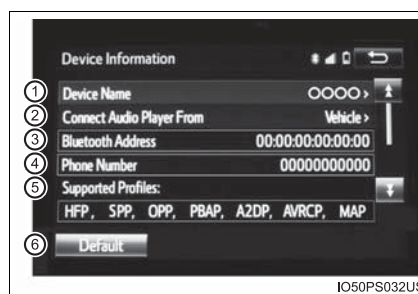 Device Information
① Device Name OOOO>
② Connect Audio Player From Vehicle>
③ Bluetooth Address 00:00:00:00:00:00
④ Phone Number 00000000000
⑤ Supported Profiles:
HFP, SPP, OPP, PBAP, A2DP, AVRCP, MAP
⑥ Default
IO50PS032US